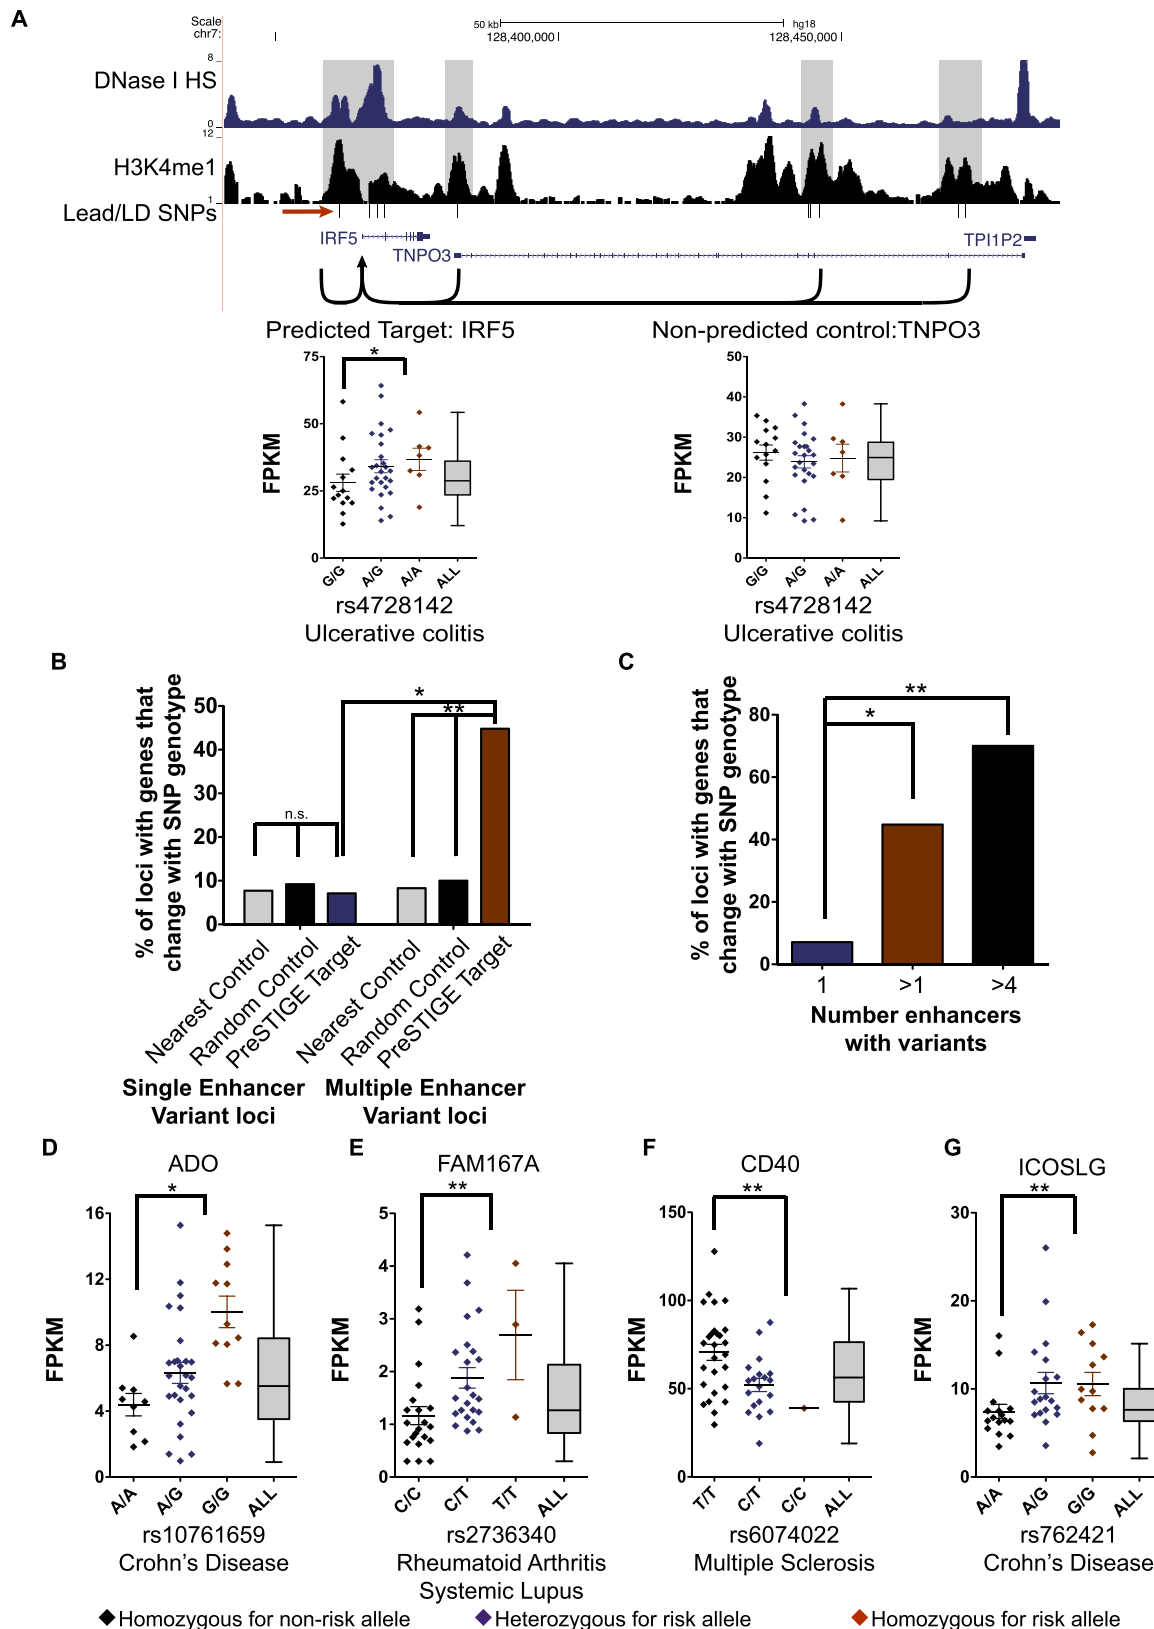 A
Scale
chr7:
50 kb
hg18
128,400,000
128,450,000
8
DNase I HS
0
12
H3K4me1
1
Lead/LD SNPs
IRF5
TNPO3
TPI1P2
Predicted Target: IRF5
Non-predicted control:TNPO3
*
75
50
25
0
FPKM
G/G
A/G
A/A
ALL
rs4728142
Ulcerative colitis
50
40
30
20
10
0
FPKM
G/G
A/G
A/A
ALL
rs4728142
Ulcerative colitis
B
% of loci with genes that
change with SNP genotype
50
40
30
20
10
0
n.s.
*
**
Nearest Control
Random Control
PreSTIGE Target
Nearest Control
Random Control
PreSTIGE Target
Single Enhancer
Variant loci
Multiple Enhancer
Variant loci
C
% of loci with genes that
change with SNP genotype
80
60
40
20
0
**
*
1
>1
>4
Number enhancers
with variants
D
ADO
*
16
12
8
4
0
FPKM
A/A
A/G
G/G
ALL
rs10761659
Crohn's Disease
E
FAM167A
**
5
4
3
2
1
0
FPKM
C/C
C/T
T/T
ALL
rs2736340
Rheumatoid Arthritis
Systemic Lupus
F
CD40
**
150
100
50
0
FPKM
T/T
C/T
C/C
ALL
rs6074022
Multiple Sclerosis
G
ICOSLG
**
30
20
10
0
FPKM
A/A
A/G
G/G
ALL
rs762421
Crohn's Disease
Homozygous for non-risk allele
Heterozygous for risk allele
Homozygous for risk allele